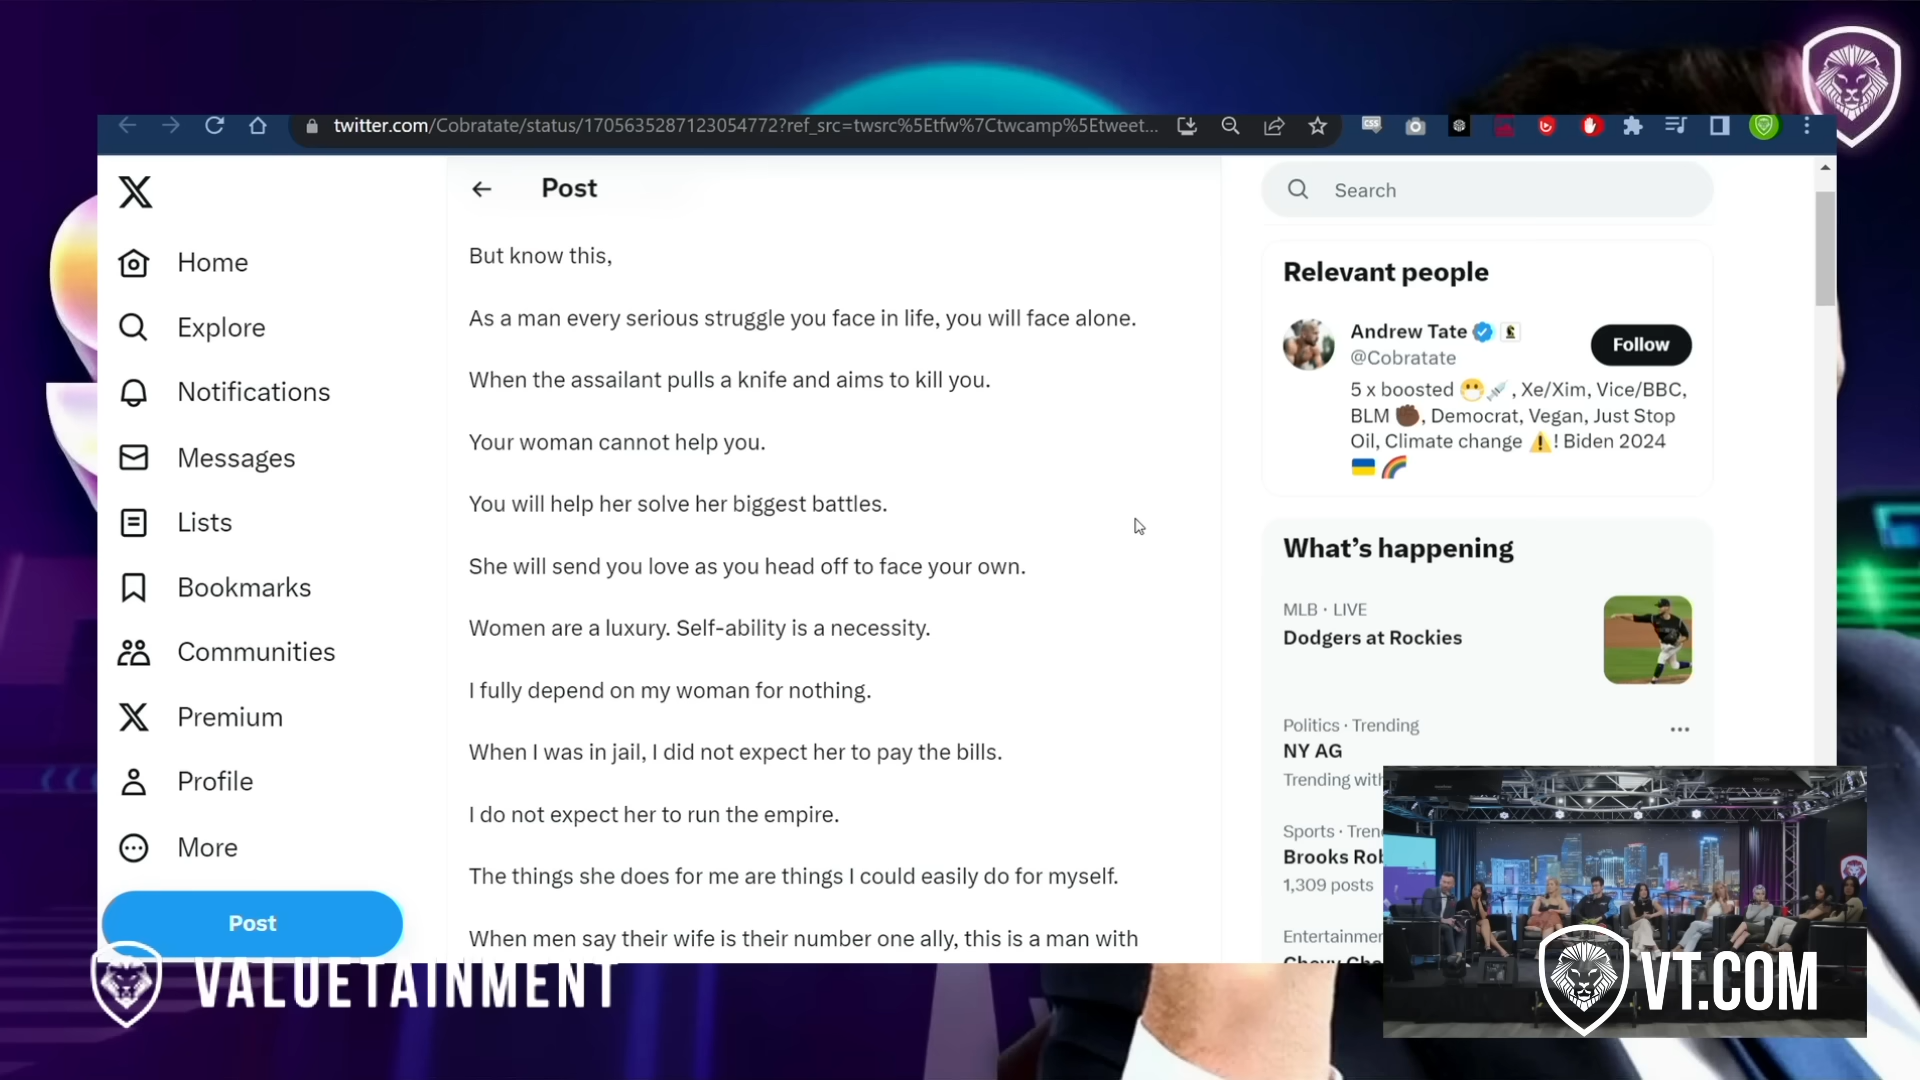 twitter.com/Cobratate/status/1705635287123054772?ref_src=twsrc%5Etfw%7Ctwcamp%5Etweet...
Post
Search
Home
Explore
Notifications
Messages
Lists
Bookmarks
Communities
Premium
Profile
More
Post
But know this,
As a man every serious struggle you face in life, you will face alone.
When the assailant pulls a knife and aims to kill you.
Your woman cannot help you.
You will help her solve her biggest battles.
She will send you love as you head off to face your own.
Women are a luxury. Self-ability is a necessity.
I fully depend on my woman for nothing.
When I was in jail, I did not expect her to pay the bills.
I do not expect her to run the empire.
The things she does for me are things I could easily do for myself.
When men say their wife is their number one ally, this is a man with
Relevant people
Andrew Tate
@Cobratate
Follow
5 x boosted 😷💉, Xe/Xim, Vice/BBC,
BLM ✊🏿, Democrat, Vegan, Just Stop
Oil, Climate change ⚠️! Biden 2024
🇺🇦🌈
What's happening
MLB · LIVE
Dodgers at Rockies
Politics · Trending
NY AG
Trending with
Sports · Tren
Brooks Rob
1,309 posts
Entertainmen
VALUETAINMENT
VT.COM